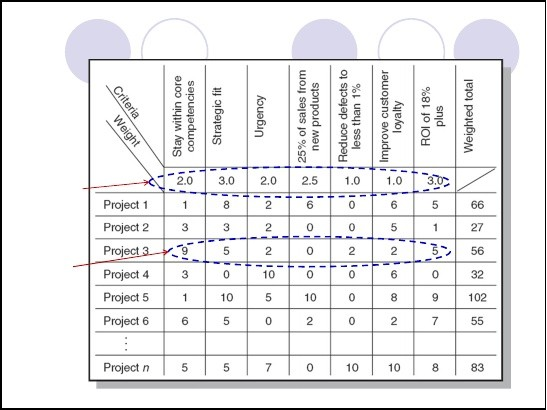 Criteria
Weight
Stay within core
competencies
Strategic fit
Urgency
25% of sales from
new products
Reduce defects to
less than 1%
Improve customer
loyalty
ROI of 18%
plus
Weighted total
2.0 3.0 2.0 2.5 1.0 1.0 3.0
Project 1 1 8 2 6 0 6 5 66
Project 2 3 3 2 0 0 5 1 27
Project 3 9 5 2 0 2 2 5 56
Project 4 3 0 10 0 0 6 0 32
Project 5 1 10 5 10 0 8 9 102
Project 6 6 5 0 2 0 2 7 55
⋮
Project n 5 5 7 0 10 10 8 83